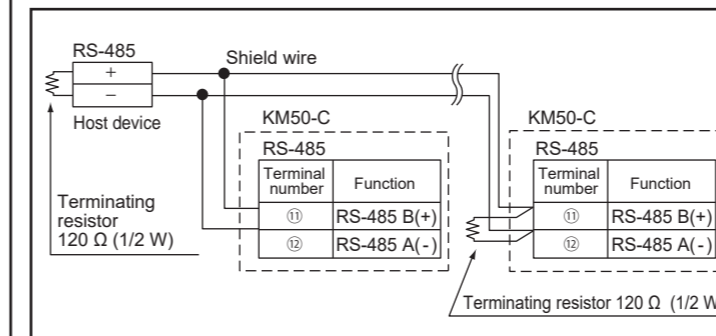 RS-485
+
−
Host device
Shield wire
Terminating
resistor
120 Ω (1/2 W)
KM50-C
RS-485
Terminal
number
Function
⑪
RS-485 B(+)
⑫
RS-485 A(-)
KM50-C
RS-485
Terminal
number
Function
⑪
RS-485 B(+)
⑫
RS-485 A(-)
Terminating resistor 120 Ω (1/2 W